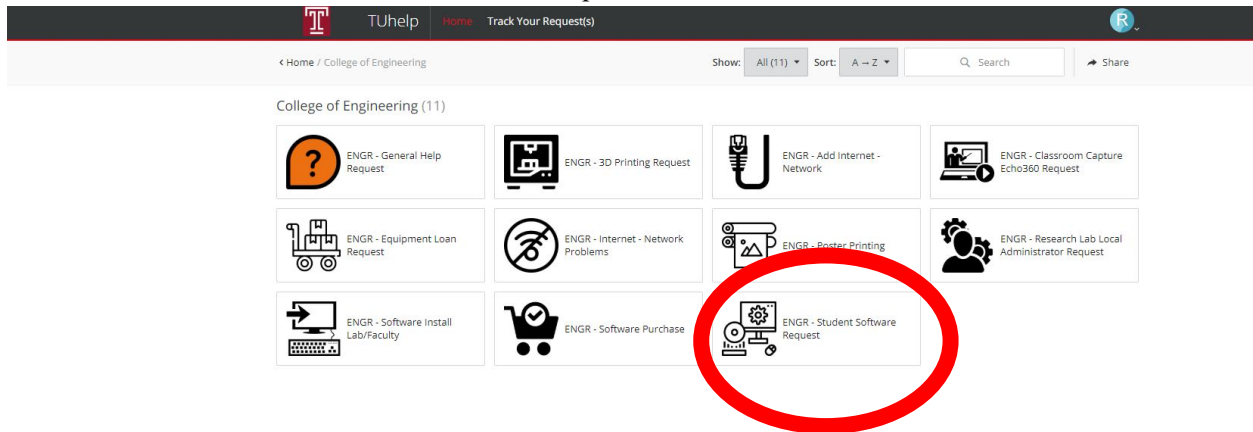 TUhelp Home Track Your Request(s)
R
Home / College of Engineering
Show: All (11) Sort: A → Z Search Share
College of Engineering (11)
ENGR - General Help
Request
ENGR - 3D Printing Request
ENGR - Add Internet -
Network
ENGR - Classroom Capture
Echo360 Request
ENGR - Equipment Loan
Request
ENGR - Internet - Network
Problems
ENGR - Poster Printing
ENGR - Research Lab Local
Administrator Request
ENGR - Software Install
Lab/Faculty
ENGR - Software Purchase
ENGR - Student Software
Request